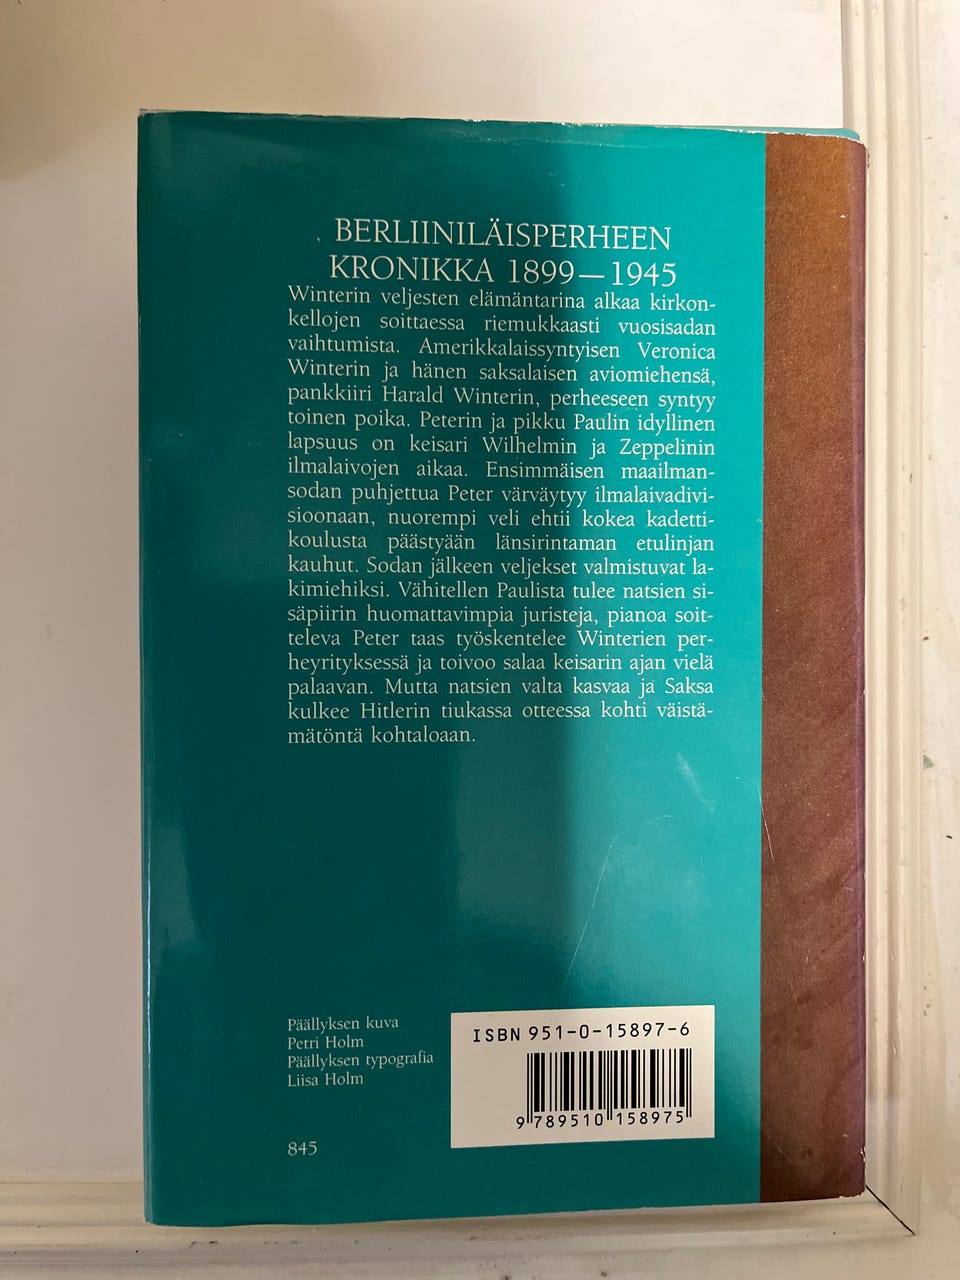 BERLIINILÄISPERHEEN
KRONIKKA 1899—1945
Winterin veljesten elämäntarina alkaa kirkon-
kellojen soittaessa riemukkaasti vuosisadan
vaihtumista. Amerikkalaissyntyisen Veronica
Winterin ja hänen saksalaisen aviomiehensä,
pankkiiri Harald Winterin, perheeseen syntyy
toinen poika. Peterin ja pikku Paulin idyllinen
lapsuus on keisari Wilhelmin ja Zeppelinin
ilmalaivojen aikaa. Ensimmäisen maailman-
sodan puhjettua Peter värväytyy ilmalaivadivi-
sioonaan, nuorempi veli ehtii kokea kadetti-
koulusta päästyään länsirintaman etulinjan
kauhut. Sodan jälkeen veljekset valmistuvat la-
kimiehiksi. Vähitellen Paulista tulee natsien si-
säpiirin huomattavimpia juristeja, pianoa soit-
televa Peter taas työskentelee Winterien per-
heyrityksessä ja toivoo salaa keisarin ajan vielä
palaavan. Mutta natsien valta kasvaa ja Saksa
kulkee Hitlerin tiukassa otteessa kohti väistä-
mätöntä kohtaloaan.
Päällyksen kuva
Petri Holm
Päällyksen typografia
Liisa Holm
845
ISBN 951-0-15897-6
9 789510 158975